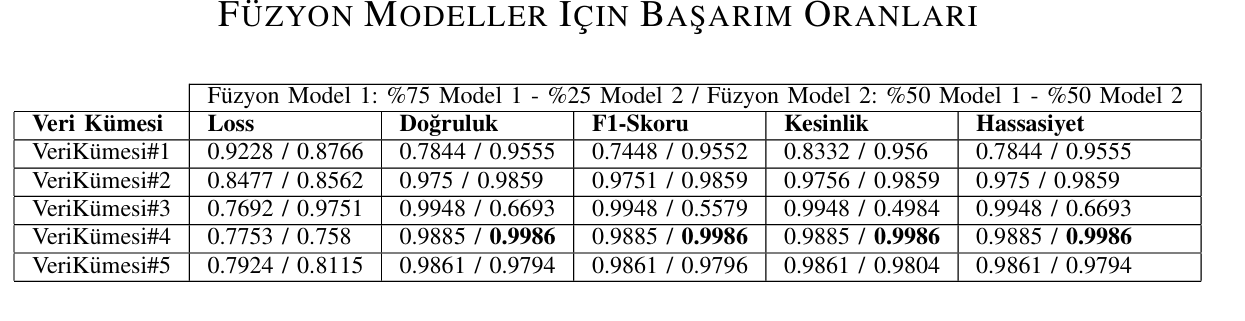 FÜZYON MODELLER İÇIN BAŞARIM ORANLARI
Füzyon Model 1: %75 Model 1 - %25 Model 2 / Füzyon Model 2: %50 Model 1 - %50 Model 2
Veri Kümesi Loss Doğruluk F1-Skoru Kesinlik Hassasiyet
VeriKümesi#1 0.9228 / 0.8766 0.7844 / 0.9555 0.7448 / 0.9552 0.8332 / 0.956 0.7844 / 0.9555
VeriKümesi#2 0.8477 / 0.8562 0.975 / 0.9859 0.9751 / 0.9859 0.9756 / 0.9859 0.975 / 0.9859
VeriKümesi#3 0.7692 / 0.9751 0.9948 / 0.6693 0.9948 / 0.5579 0.9948 / 0.4984 0.9948 / 0.6693
VeriKümesi#4 0.7753 / 0.758 0.9885 / 0.9986 0.9885 / 0.9986 0.9885 / 0.9986 0.9885 / 0.9986
VeriKümesi#5 0.7924 / 0.8115 0.9861 / 0.9794 0.9861 / 0.9796 0.9861 / 0.9804 0.9861 / 0.9794